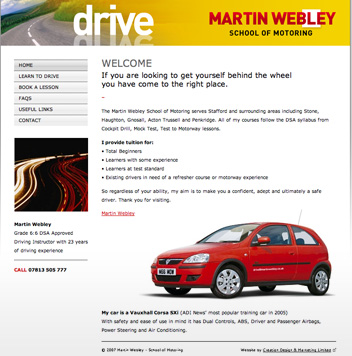 drive
MARTIN WEBLEY
SCHOOL OF MOTORING
HOME
LEARN TO DRIVE
BOOK A LESSON
FAQS
USEFUL LINKS
CONTACT
Martin Webley
Grade 6:6 DSA Approved
Driving Instructor with 23 years
of driving experience
CALL 07813 505 777
WELCOME
If you are looking to get yourself behind the wheel
you have come to the right place.
–
The Martin Webley School of Motoring serves Stafford and surrounding areas including Stone,
Haughton, Gnosall, Acton Trussell and Penkridge. All of my courses follow the DSA syllabus from
Cockpit Drill, Mock Test, Test to Motorway lessons.
I provide tuition for:
• Total Beginners
• Learners with some experience
• Learners at test standard
• Existing drivers in need of a refresher course or motorway experience
So regardless of your ability, my aim is to make you a confident, adept and ultimately a safe
driver. Thank you for visiting.
Martin Webley
My car is a Vauxhall Corsa SXi (ADI News' most popular training car in 2005)
With safety and ease of use in mind it has Dual Controls, ABS, Driver and Passenger Airbags,
Power Steering and Air Conditioning.
© 2007 Martin Webley - School of Motoring
Website by Creation Design & Marketing Limited